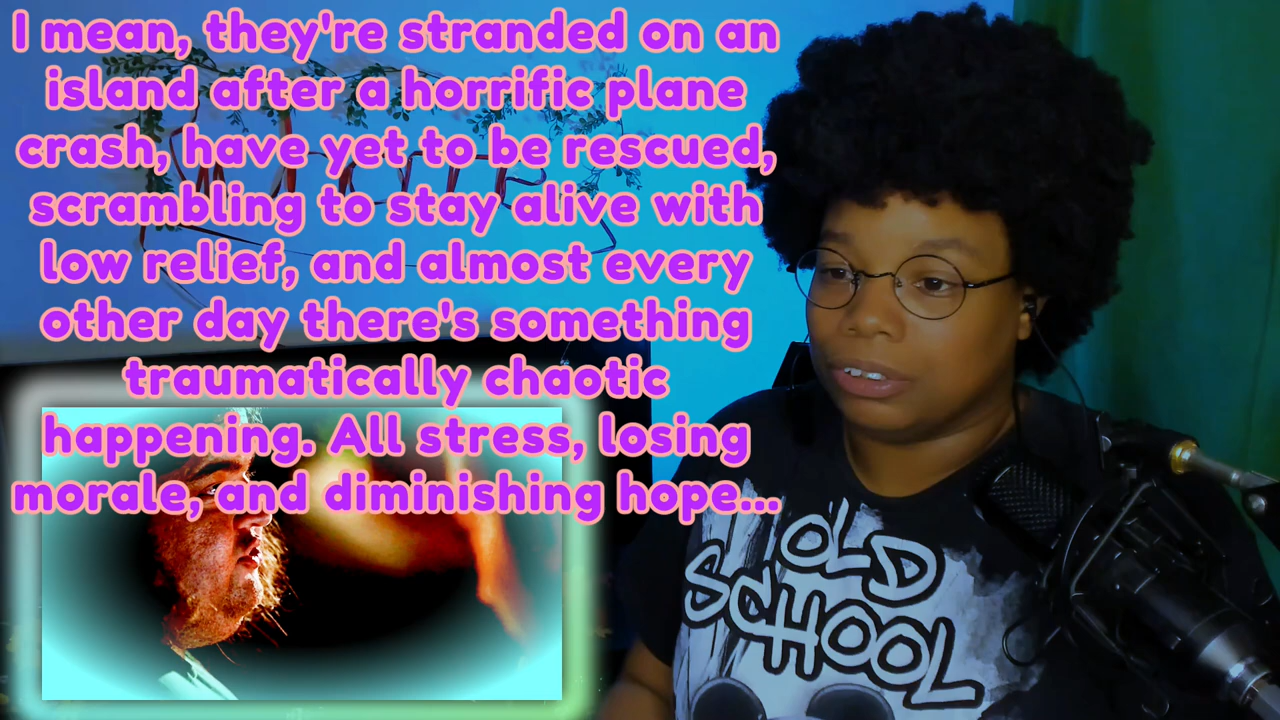 I mean, they're stranded on an
island after a horrific plane
crash, have yet to be rescued,
scrambling to stay alive with
low relief, and almost every
other day there's something
traumatically chaotic
happening. All stress, losing
morale, and diminishing hope...
OLD
SCHOOL